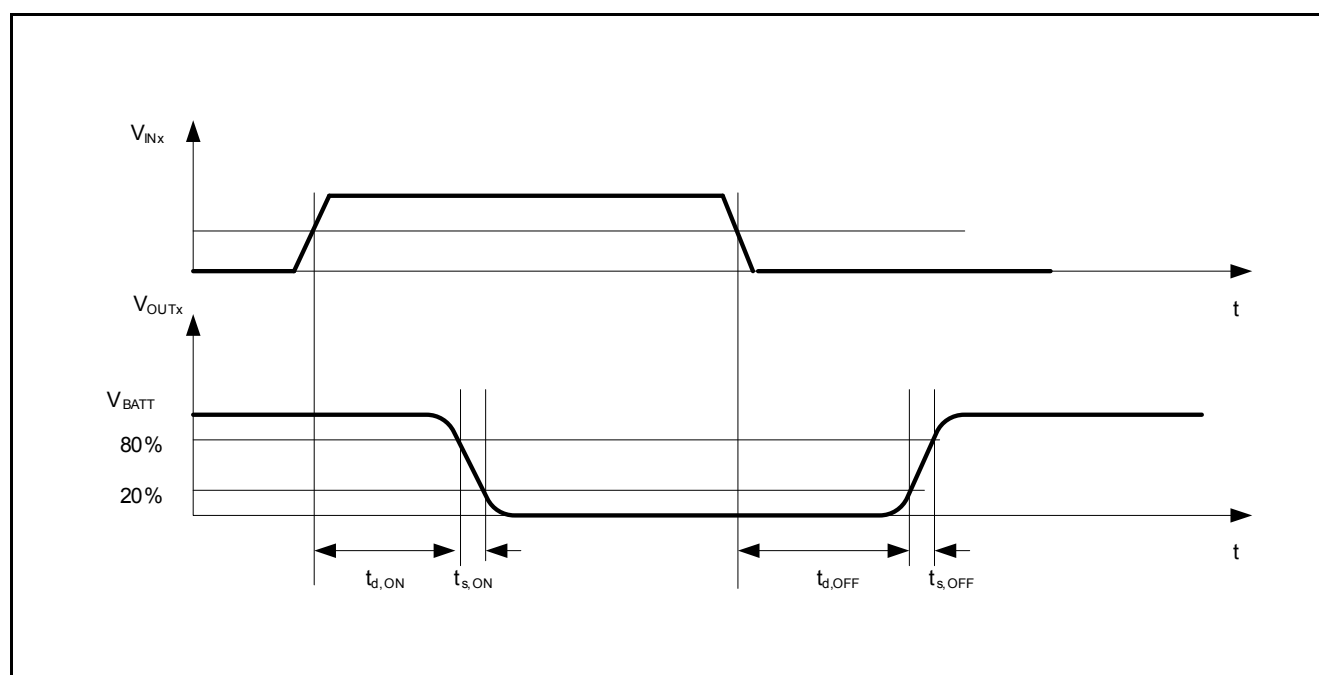 V_INx
t
V_OUTx
V_BATT
80%
20%
t
t_d,ON t_s,ON t_d,OFF t_s,OFF